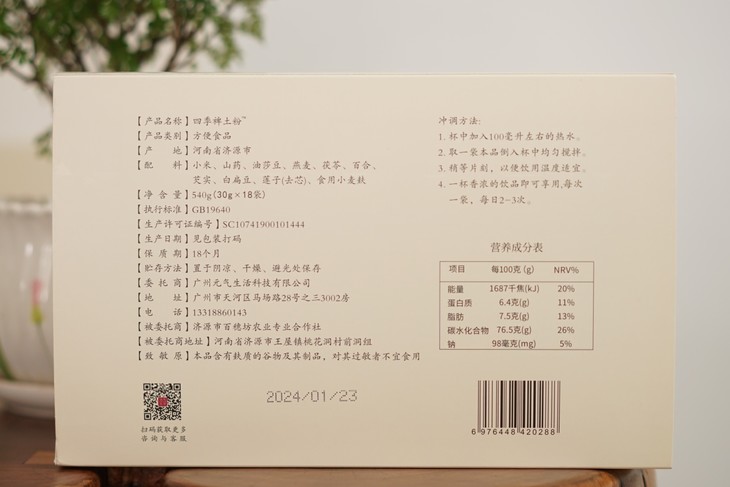 【产品名称】四季裨土粉™
【产品类别】方便食品
【产　　地】河南省济源市
【配　　料】小米、山药、油莎豆、燕麦、茯苓、百合、
芡实、白扁豆、莲子(去芯)、食用小麦麸
【净 含 量】540g(30g×18袋)
【执行标准】GB19640
【生产许可证编号】SC10741900101444
【生产日期】见包装打码
【保 质 期】18个月
【贮存方法】置于阴凉、干燥、避光处保存
【委 托 商】广州元气生活科技有限公司
【地　　址】广州市天河区马场路28号之三3002房
【电　　话】13318860143
【被委托商】济源市百穗坊农业专业合作社
【被委托商地址】河南省济源市王屋镇桃花洞村前洞组
【致 敏 原】本品含有麸质的谷物及其制品，对其过敏者不宜食用
扫码获取更多
咨询与客服
2024/01/23
冲调方法:
1. 杯中加入100毫升左右的热水。
2. 取一袋本品倒入杯中均匀搅拌。
3. 稍等片刻，以便饮用温度适宜。
4. 一杯香浓的饮品即可享用,每次
一袋，每日2-3次。
营养成分表
项目 每100克 (g) NRV%
能量 1687千焦(kJ) 20%
蛋白质 6.4克(g) 11%
脂肪 7.5克(g) 13%
碳水化合物 76.5克(g) 26%
钠 98毫克(mg) 5%
6 976448 420288